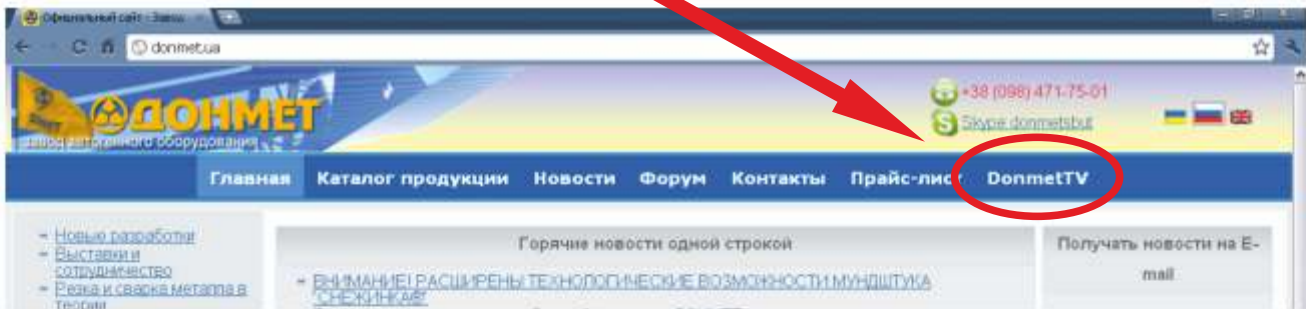 Официальный сайт - Завод
donmet.ua
ДОНМЕТ
завод автогенного оборудования
+38 (098) 471-75-01
Skype donmetsbut
Главная Каталог продукции Новости Форум Контакты Прайс-лист DonmetTV
Новые разработки
Выставки и
сотрудничество
Резка и сварка металла в
теории
Горячие новости одной строкой
ВНИМАНИЕ! РАСШИРЕНЫ ТЕХНОЛОГИЧЕСКИЕ ВОЗМОЖНОСТИ МУНДШТУКА
Получать новости на E-
mail